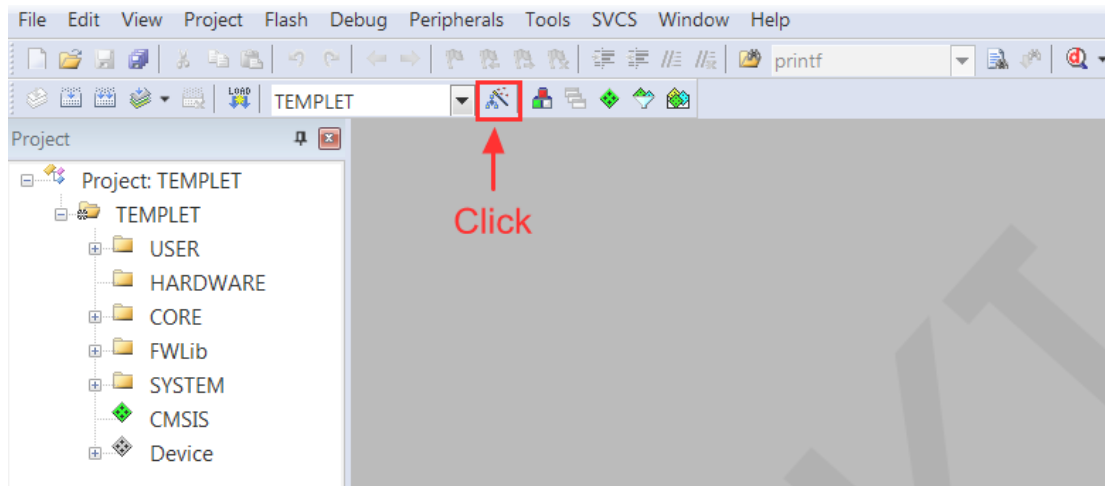 File Edit View Project Flash Debug Peripherals Tools SVCS Window Help
printf
LOAD
TEMPLET
Project
Project: TEMPLET
TEMPLET
Click
USER
HARDWARE
CORE
FWLib
SYSTEM
CMSIS
Device